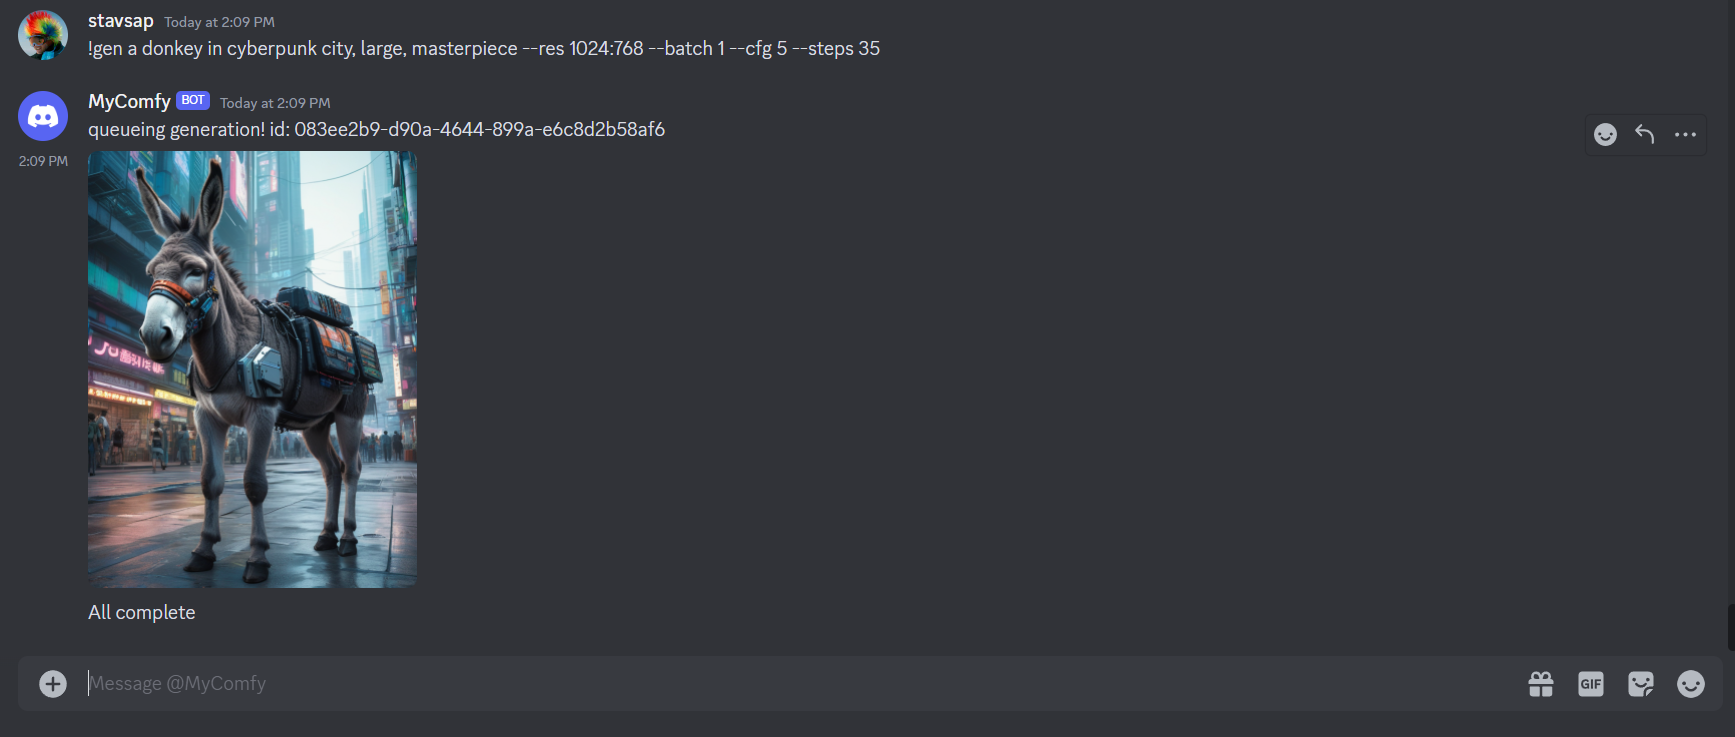 stavsap Today at 2:09 PM
!gen a donkey in cyberpunk city, large, masterpiece --res 1024:768 --batch 1 --cfg 5 --steps 35
MyComfy BOT Today at 2:09 PM
queueing generation! id: 083ee2b9-d90a-4644-899a-e6c8d2b58af6
2:09 PM
All complete
Message @MyComfy
GIF